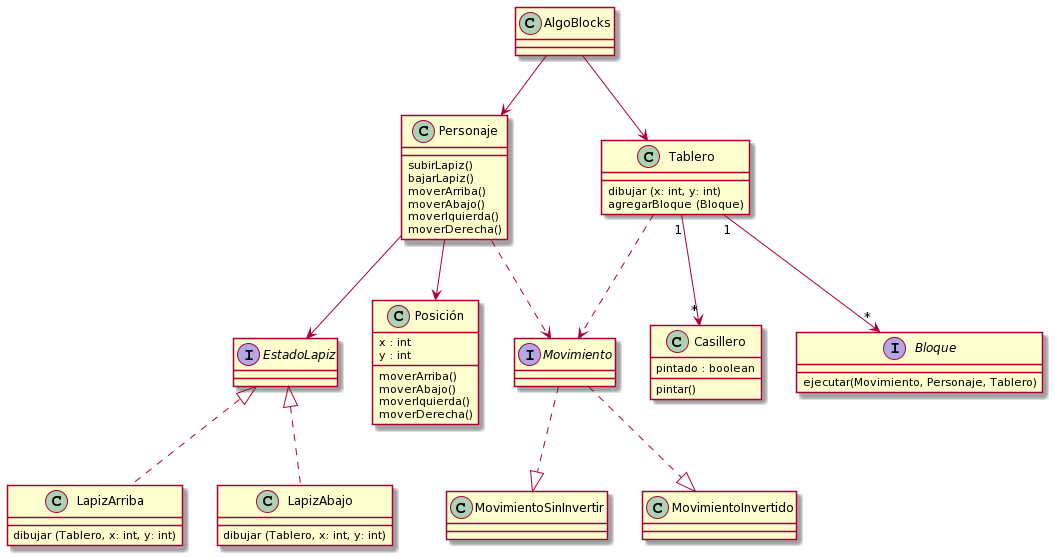 C AlgoBlocks
C Personaje
subirLapiz()
bajarLapiz()
moverArriba()
moverAbajo()
moverIquierda()
moverDerecha()
C Tablero
dibujar (x: int, y: int)
agregarBloque (Bloque)
1
1
*
*
I EstadoLapiz
C Posición
x : int
y : int
moverArriba()
moverAbajo()
moverIquierda()
moverDerecha()
I Movimiento
C Casillero
pintado : boolean
pintar()
I Bloque
ejecutar(Movimiento, Personaje, Tablero)
C LapizArriba
dibujar (Tablero, x: int, y: int)
C LapizAbajo
dibujar (Tablero, x: int, y: int)
C MovimientoSinInvertir
C MovimientoInvertido